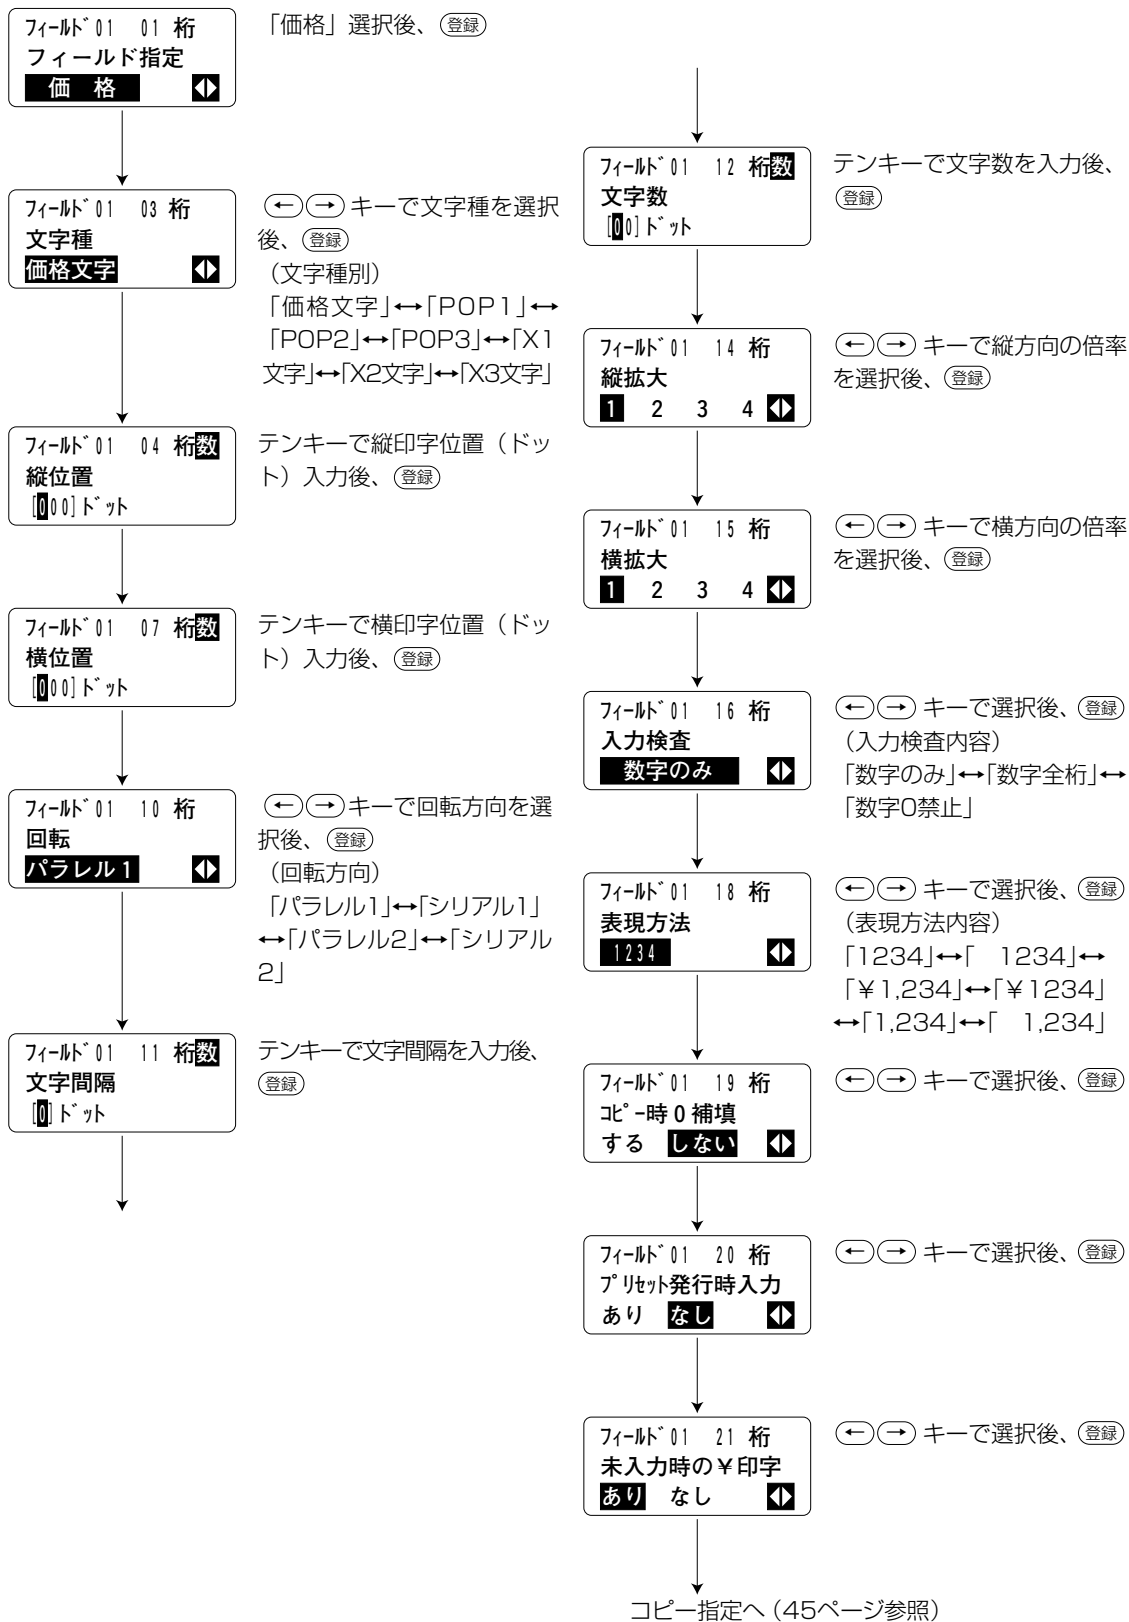 ﾌｨｰﾙﾄﾞ01 01 桁
フィールド指定
価 格
「価格」選択後、登録
ﾌｨｰﾙﾄﾞ01 03 桁
文字種
価格文字
←→キーで文字種を選択
後、登録
（文字種別）
「価格文字」↔「POP1」↔
「POP2」↔「POP3」↔「X1
文字」↔「X2文字」↔「X3文字」
ﾌｨｰﾙﾄﾞ01 04 桁数
縦位置
[000]ﾄﾞｯﾄ
テンキーで縦印字位置（ドッ
ト）入力後、登録
ﾌｨｰﾙﾄﾞ01 07 桁数
横位置
[000]ﾄﾞｯﾄ
テンキーで横印字位置（ドッ
ト）入力後、登録
ﾌｨｰﾙﾄﾞ01 10 桁
回転
パラレル1
←→キーで回転方向を選
択後、登録
（回転方向）
「パラレル1」↔「シリアル1」
↔「パラレル2」↔「シリアル
2」
ﾌｨｰﾙﾄﾞ01 11 桁数
文字間隔
[0]ﾄﾞｯﾄ
テンキーで文字間隔を入力後、
登録
ﾌｨｰﾙﾄﾞ01 12 桁数
文字数
[00]ﾄﾞｯﾄ
テンキーで文字数を入力後、
登録
ﾌｨｰﾙﾄﾞ01 14 桁
縦拡大
1 2 3 4
←→キーで縦方向の倍率
を選択後、登録
ﾌｨｰﾙﾄﾞ01 15 桁
横拡大
1 2 3 4
←→キーで横方向の倍率
を選択後、登録
ﾌｨｰﾙﾄﾞ01 16 桁
入力検査
数字のみ
←→キーで選択後、登録
（入力検査内容）
「数字のみ」↔「数字全桁」↔
「数字0禁止」
ﾌｨｰﾙﾄﾞ01 18 桁
表現方法
1234
←→キーで選択後、登録
（表現方法内容）
「1234」↔「　1234」↔
「￥1,234」↔「￥1234」
↔「1,234」↔「　1,234」
ﾌｨｰﾙﾄﾞ01 19 桁
ｺﾋﾟｰ時0補填
する しない
←→キーで選択後、登録
ﾌｨｰﾙﾄﾞ01 20 桁
ﾌﾟﾘｾｯﾄ発行時入力
あり なし
←→キーで選択後、登録
ﾌｨｰﾙﾄﾞ01 21 桁
未入力時の￥印字
あり なし
←→キーで選択後、登録
コピー指定へ（45ページ参照）